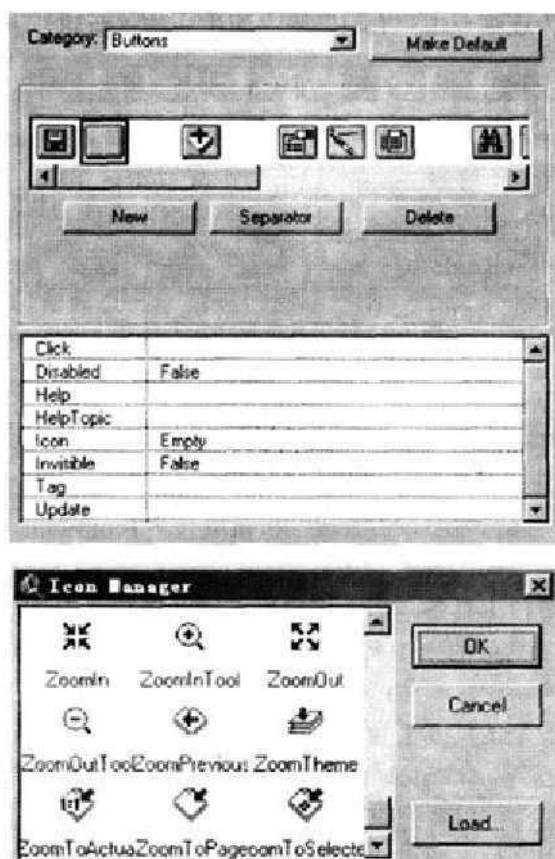 Category: Buttons
Make Default
New Separator Delete
Click
Disabled False
Help
HelpTopic
Icon Empty
Invisible False
Tag
Update
Icon Manager
OK
ZoomIn ZoomInTool ZoomOut
Cancel
ZoomOutTool ZoomPrevious ZoomTheme
Load...
ZoomToActua ZoomToPage oomToSelecte